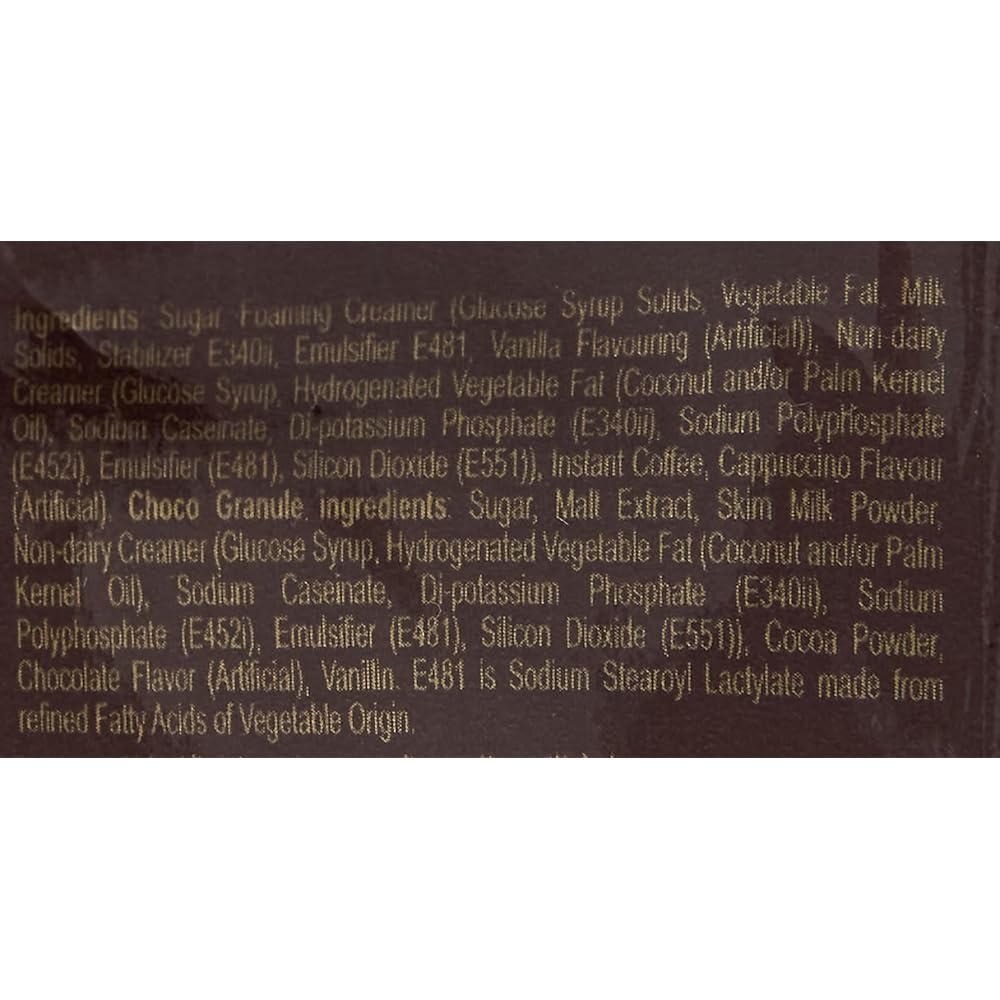 Ingredients: Sugar, Foaming Creamer (Glucose Syrup Solids, Vegetable Fat, Milk
Solids, Stabilizer E340ii, Emulsifier E481, Vanilla Flavouring (Artificial)), Non-dairy
Creamer (Glucose Syrup, Hydrogenated Vegetable Fat (Coconut and/or Palm Kernel
Oil), Sodium Caseinate, Di-potassium Phosphate (E340ii), Sodium Polyphosphate
(E452i), Emulsifier (E481), Silicon Dioxide (E551)), Instant Coffee, Cappuccino Flavour
(Artificial). Choco Granule ingredients: Sugar, Malt Extract, Skim Milk Powder,
Non-dairy Creamer (Glucose Syrup, Hydrogenated Vegetable Fat (Coconut and/or Palm
Kernel Oil), Sodium Caseinate, Di-potassium Phosphate (E340ii), Sodium
Polyphosphate (E452i), Emulsifier (E481), Silicon Dioxide (E551)), Cocoa Powder,
Chocolate Flavor (Artificial), Vanillin. E481 is Sodium Stearoyl Lactylate made from
refined Fatty Acids of Vegetable Origin.